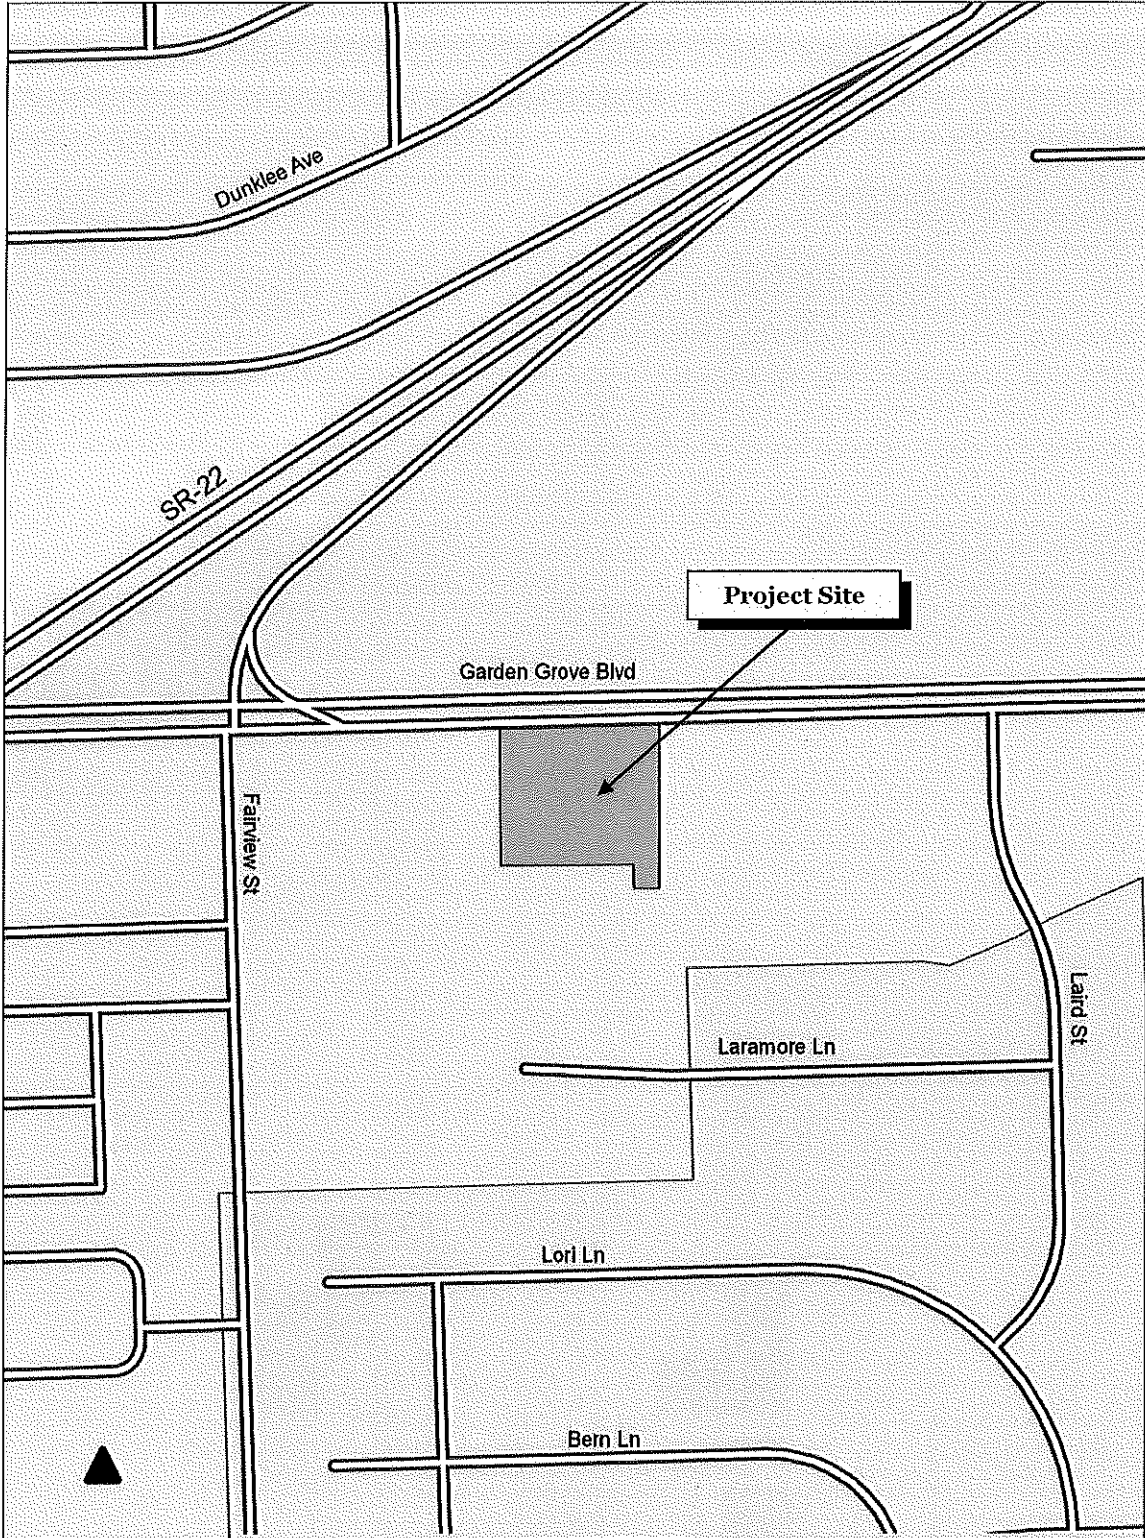 Dunklee Ave
SR-22
Project Site
Garden Grove Blvd
Fairview St
Laird St
Laramore Ln
Lori Ln
Bern Ln